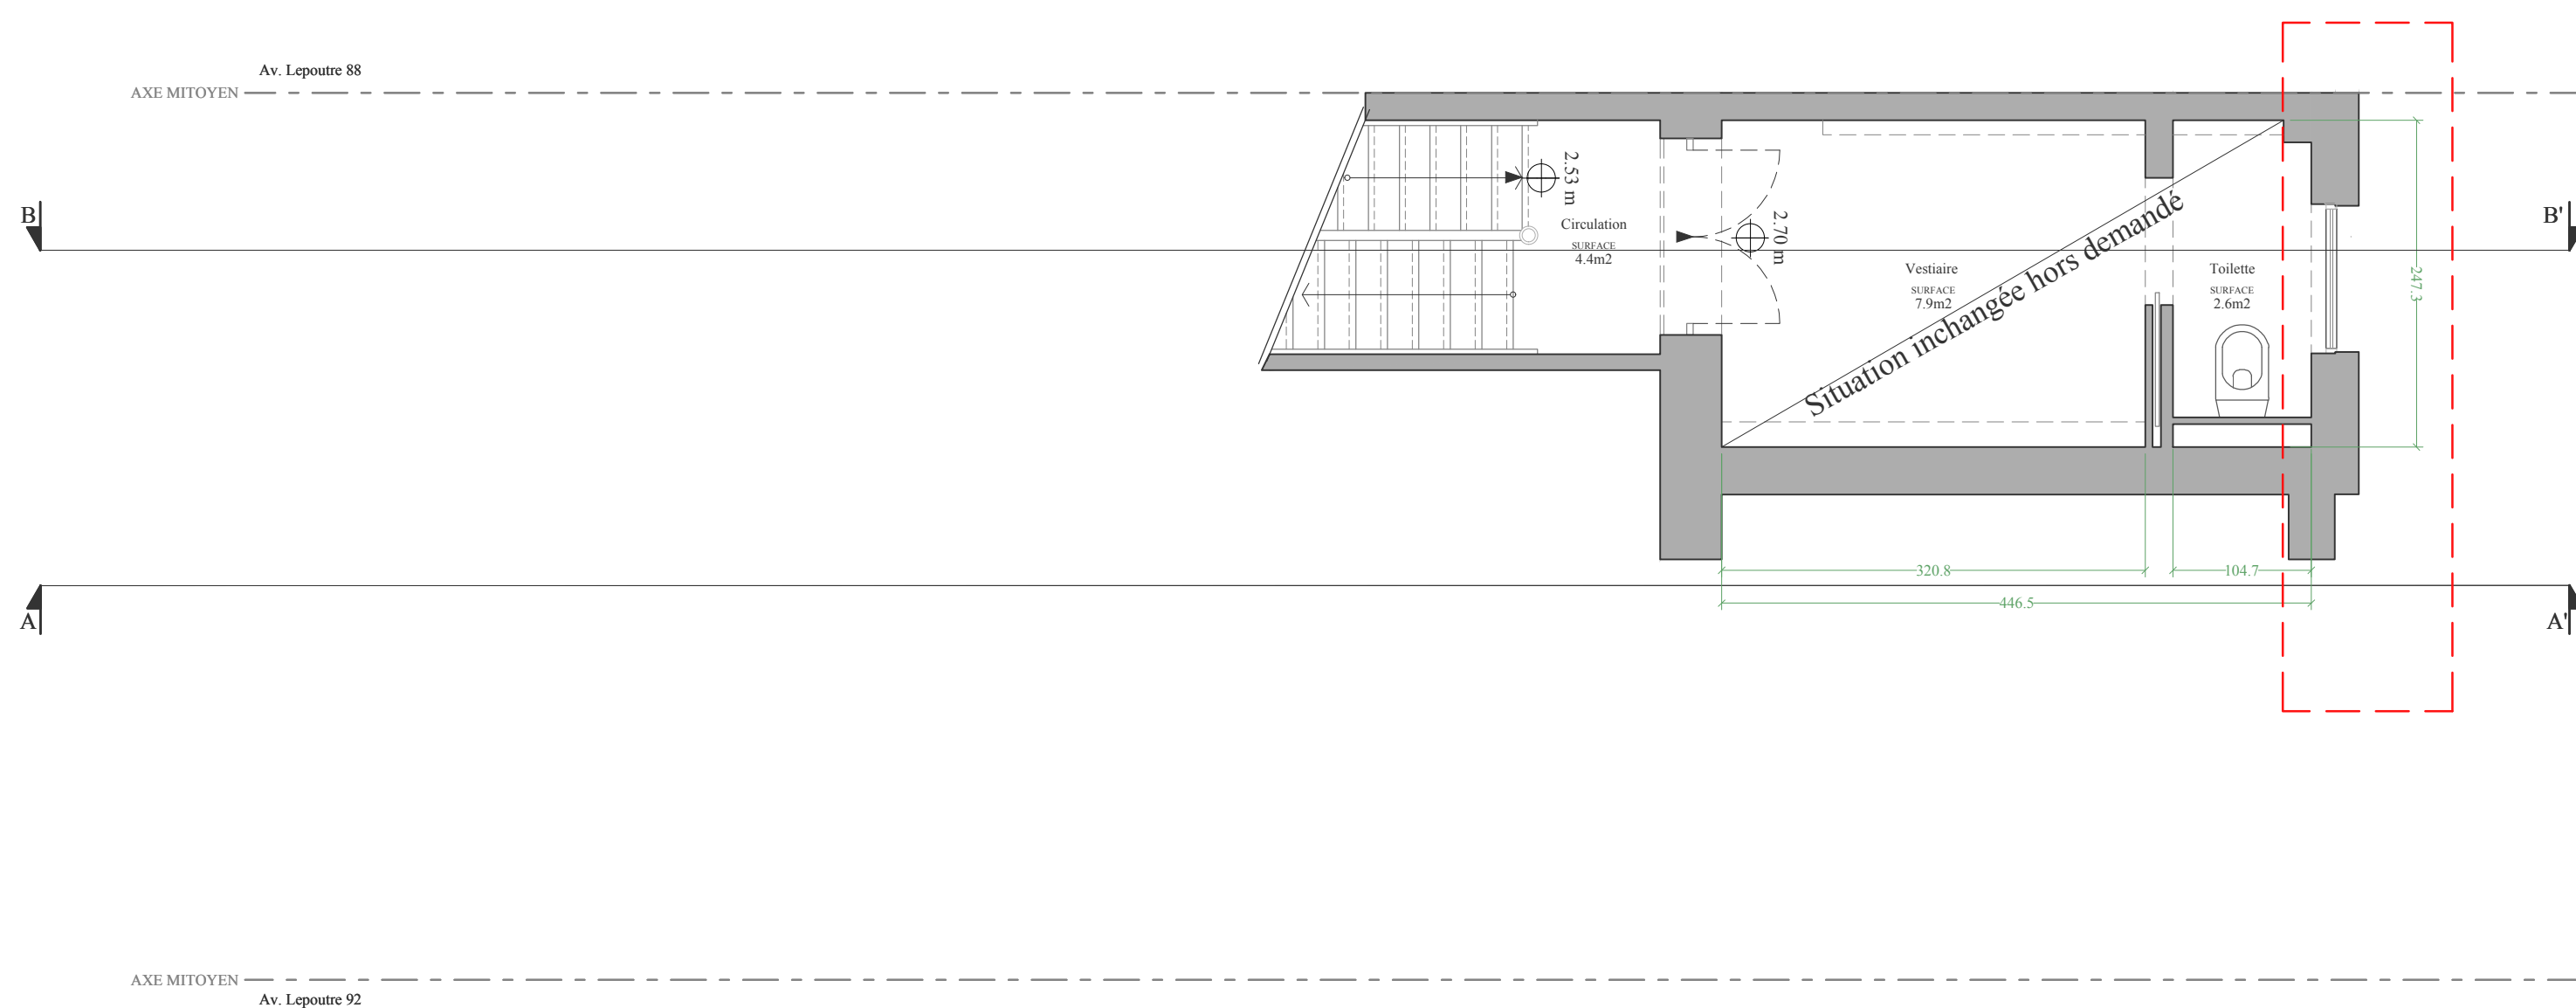 Av. Lepoutre 88
AXE MITOYEN
B
B'
2.53 m
Circulation
SURFACE
4.4m2
2.70 m
Vestiaire
SURFACE
7.9m2
Toilette
SURFACE
2.6m2
Situation inchangée hors demandé
247.3
320.8
104.7
446.5
A
A'
AXE MITOYEN
Av. Lepoutre 92